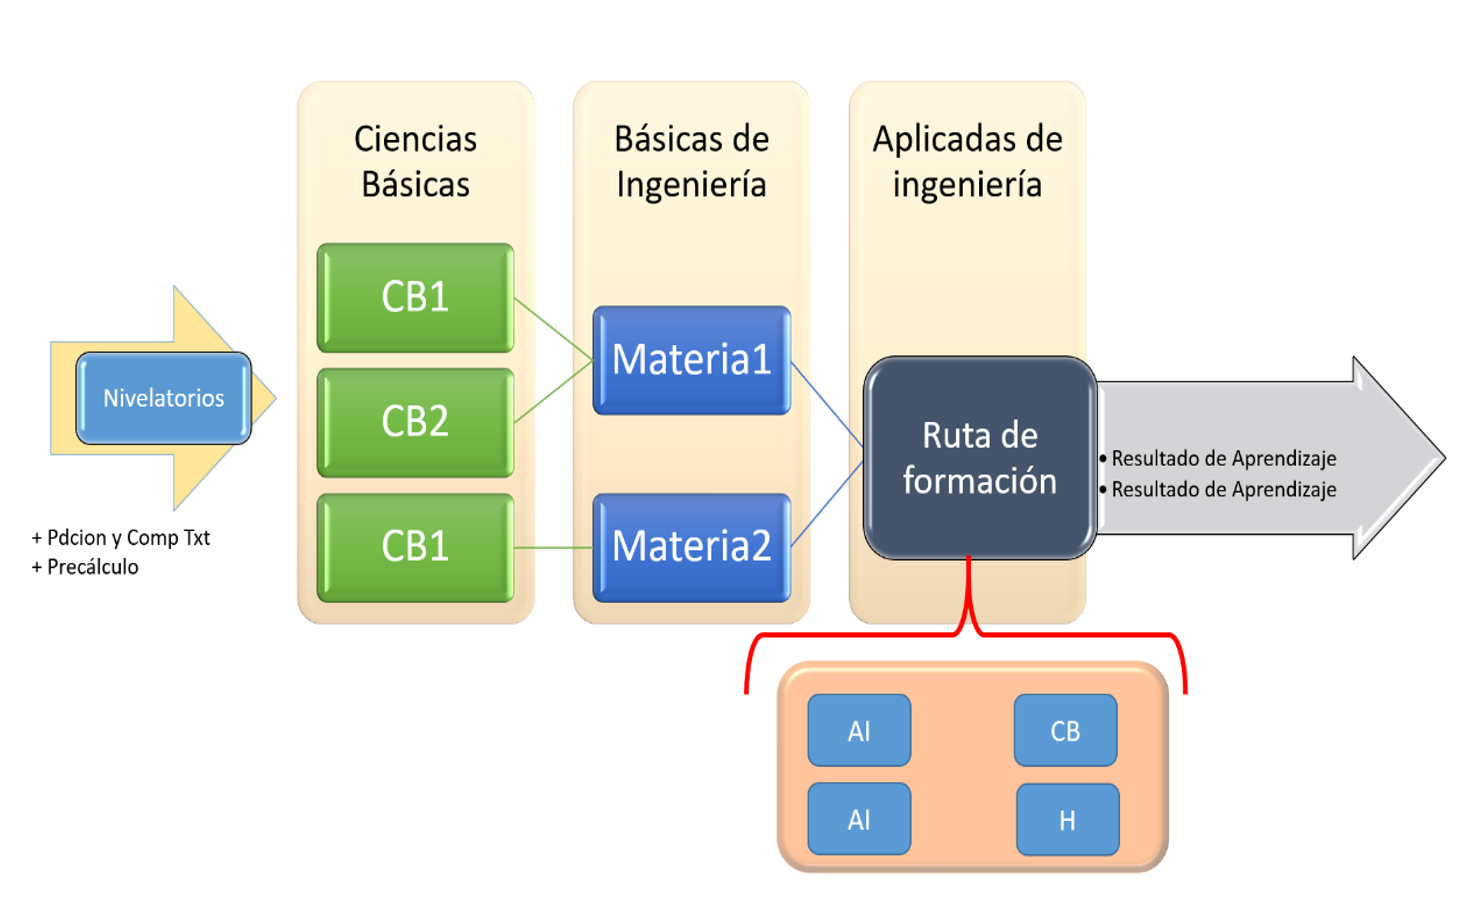 Nivelatorios
+ Pdcion y Comp Txt
+ Precálculo
Ciencias
Básicas
CB1
CB2
CB1
Básicas de
Ingeniería
Materia1
Materia2
Aplicadas de
ingeniería
Ruta de
formación
• Resultado de Aprendizaje
• Resultado de Aprendizaje
AI
CB
AI
H